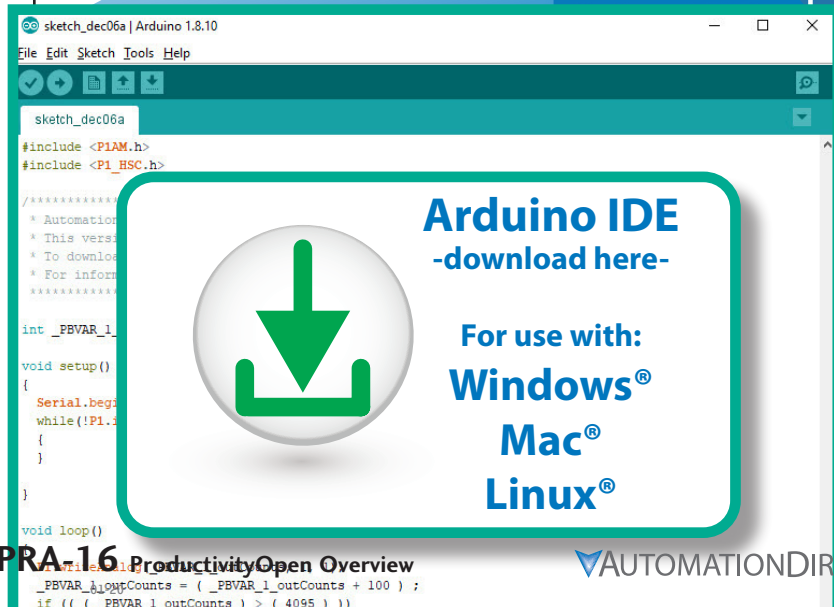 sketch_dec06a | Arduino 1.8.10
File Edit Sketch Tools Help
sketch_dec06a
#include <P1AM.h>
#include <P1_HSC.h>
/*************
* Automation
* This versi
* To downloa
* For inform
*************
int _PBVAR_1_
void setup()
{
Serial.begi
while(!P1.i
{
}
}
void loop()
Arduino IDE
-download here-
For use with:
Windows®
Mac®
Linux®
PRA-16 ProductivityOpen Overview
AUTOMATIONDIR
_PBVAR_1_outCounts = ( _PBVAR_1_outCounts + 100 ) ;
if (( ( _PBVAR_1_outCounts ) > ( 4095 ) ))